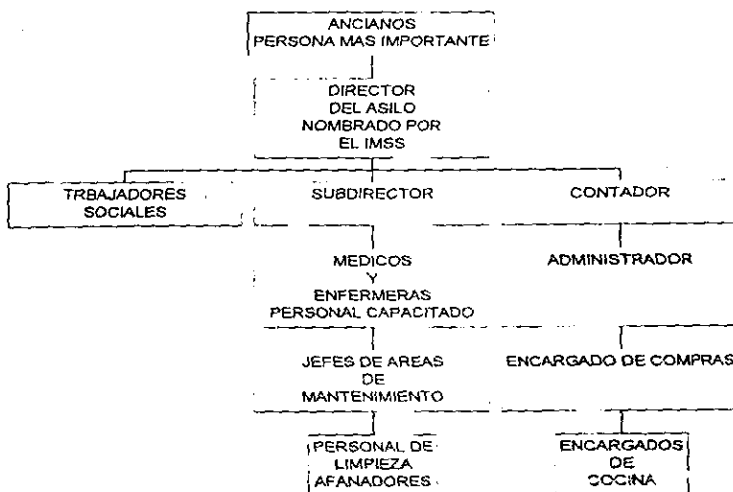 ANCIANOS
PERSONA MAS IMPORTANTE
DIRECTOR
DEL ASILO
NOMBRADO POR
EL IMSS
TRBAJADORES
SOCIALES
SUBDIRECTOR
CONTADOR
MEDICOS
Y
ENFERMERAS
PERSONAL CAPACITADO
ADMINISTRADOR
JEFES DE AREAS
DE
MANTENIMIENTO
ENCARGADO DE COMPRAS
PERSONAL DE
LIMPIEZA
AFANADORES
ENCARGADOS
DE
COCINA